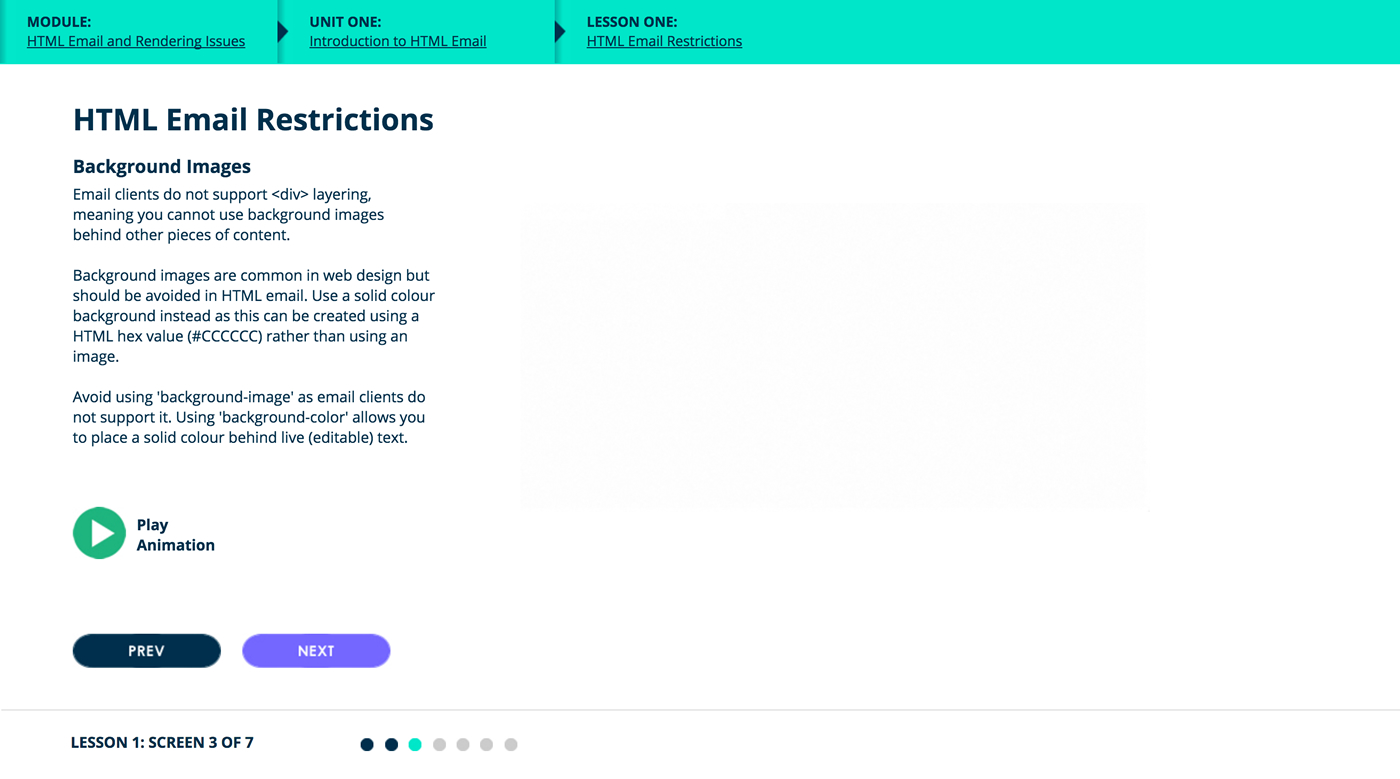 MODULE:
HTML Email and Rendering Issues
UNIT ONE:
Introduction to HTML Email
LESSON ONE:
HTML Email Restrictions
HTML Email Restrictions
Background Images
Email clients do not support <div> layering,
meaning you cannot use background images
behind other pieces of content.
Background images are common in web design but
should be avoided in HTML email. Use a solid colour
background instead as this can be created using a
HTML hex value (#CCCCCC) rather than using an
image.
Avoid using 'background-image' as email clients do
not support it. Using 'background-color' allows you
to place a solid colour behind live (editable) text.
Play
Animation
PREV
NEXT
LESSON 1: SCREEN 3 OF 7